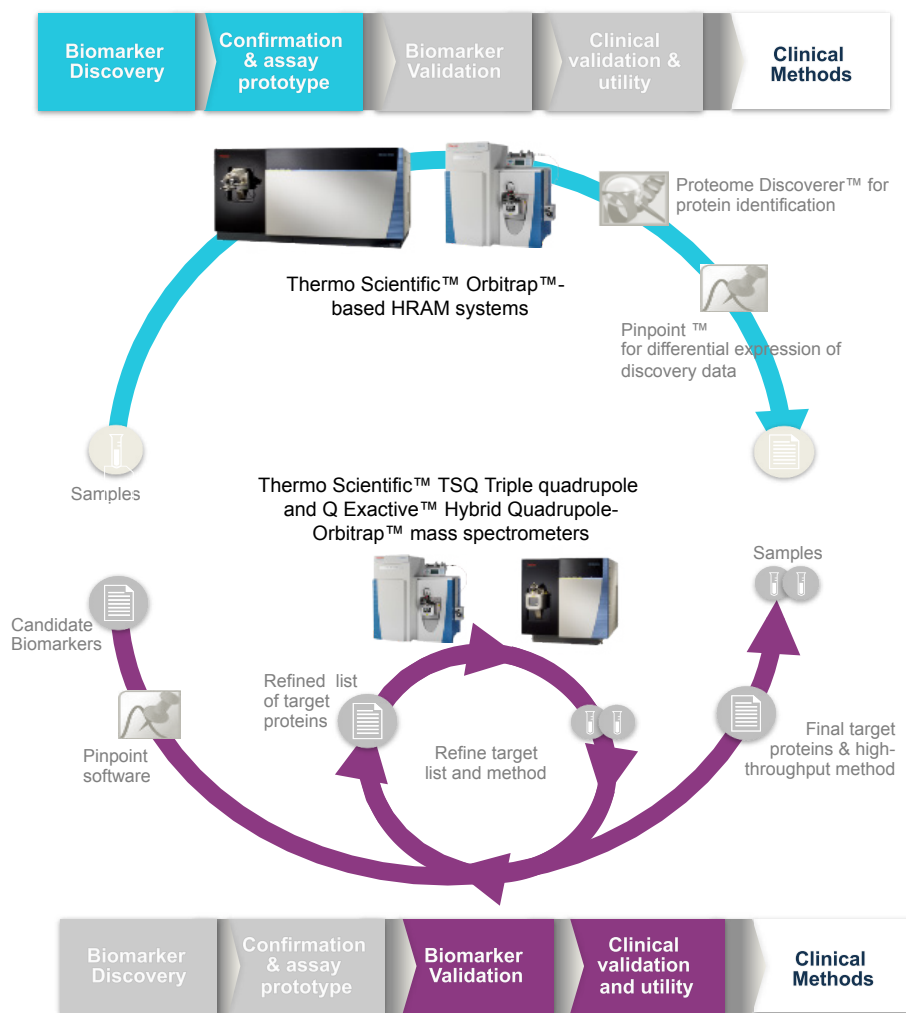 Biomarker
Discovery
Confirmation
& assay
prototype
Biomarker
Validation
Clinical
validation &
utility
Clinical
Methods
Proteome Discoverer™ for
protein identification
Thermo Scientific™ Orbitrap™-
based HRAM systems
Pinpoint ™
for differential expression of
discovery data
Samples
Thermo Scientific™ TSQ Triple quadrupole
and Q Exactive™ Hybrid Quadrupole-
Orbitrap™ mass spectrometers
Samples
Candidate
Biomarkers
Refined list
of target
proteins
Pinpoint
software
Refine target
list and method
Final target
proteins & high-
throughput method
Biomarker
Discovery
Confirmation
& assay
prototype
Biomarker
Validation
Clinical
validation
and utility
Clinical
Methods